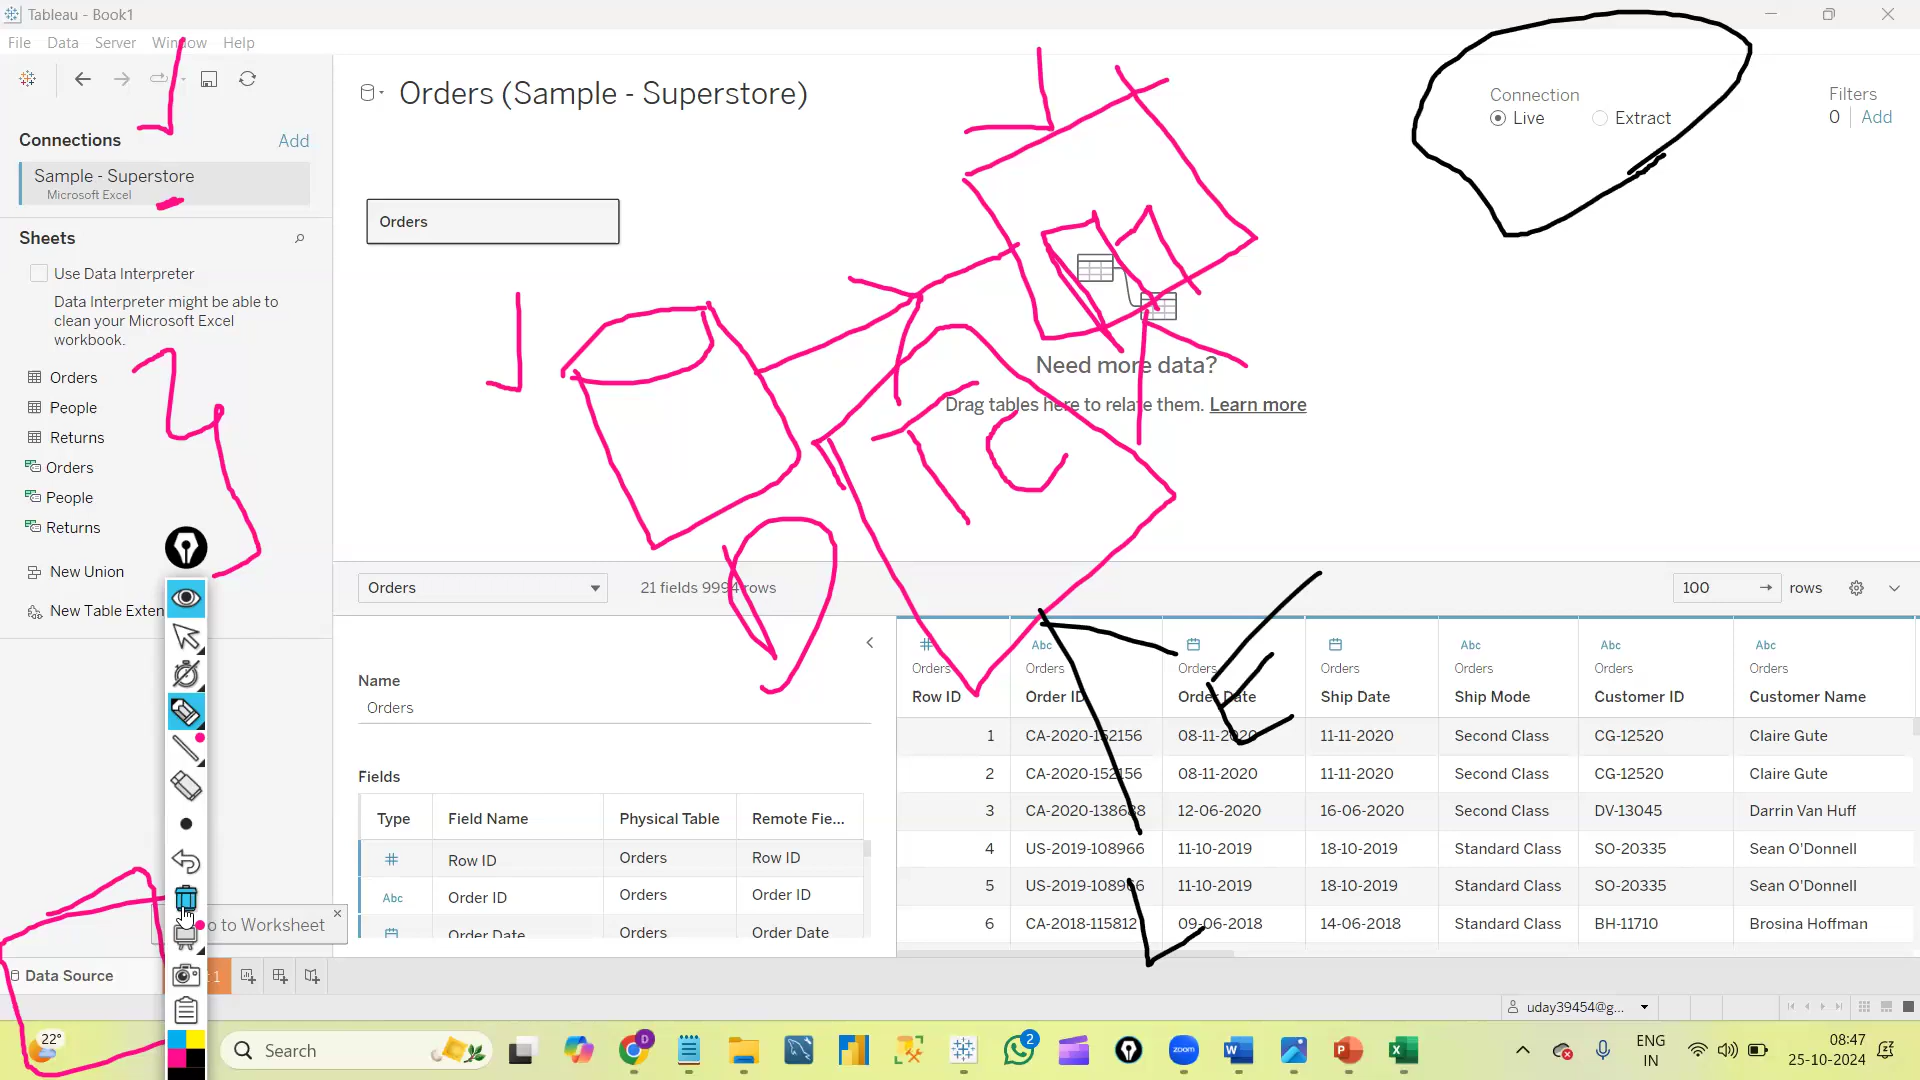 Tableau - Book1
File Data Server Window Help
Connections Add
Sample - Superstore
Microsoft Excel
Sheets
Use Data Interpreter
Data Interpreter might be able to
clean your Microsoft Excel
workbook.
Orders
People
Returns
Orders
People
Returns
New Union
New Table Exten
Orders (Sample - Superstore)
Connection
Live Extract
Filters
0 Add
Orders
Need more data?
Drag tables here to relate them. Learn more
TC
D
E
Orders 21 fields 9994 rows 100 rows
Name
Orders
Fields
Type Field Name Physical Table Remote Fie...
# Row ID Orders Row ID
Abc Order ID Orders Order ID
Order Date Orders Order Date
# Abc Abc Abc Abc
Orders Orders Orders Orders Orders Orders Orders
Row ID Order ID Order Date Ship Date Ship Mode Customer ID Customer Name
1 CA-2020-152156 08-11-2020 11-11-2020 Second Class CG-12520 Claire Gute
2 CA-2020-152156 08-11-2020 11-11-2020 Second Class CG-12520 Claire Gute
3 CA-2020-138688 12-06-2020 16-06-2020 Second Class DV-13045 Darrin Van Huff
4 US-2019-108966 11-10-2019 18-10-2019 Standard Class SO-20335 Sean O'Donnell
5 US-2019-108966 11-10-2019 18-10-2019 Standard Class SO-20335 Sean O'Donnell
6 CA-2018-115812 09-06-2018 14-06-2018 Standard Class BH-11710 Brosina Hoffman
o to Worksheet
Data Source 1
uday39454@g...
22°
Search
2
zoom
ENG
IN
08:47
25-10-2024